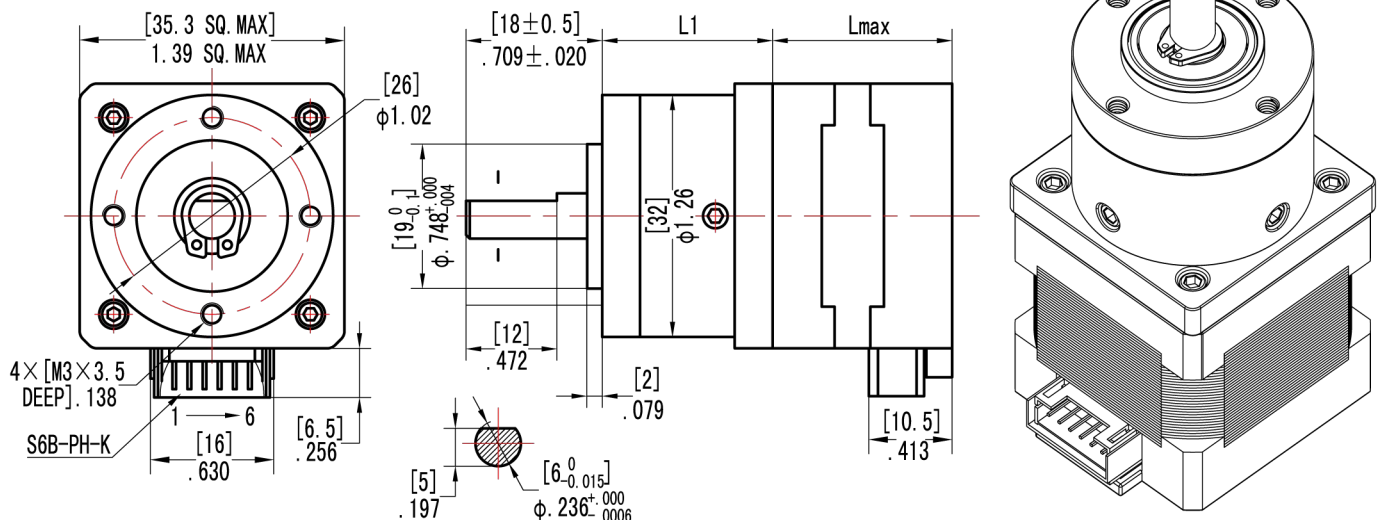 [35.3 SQ.MAX]
1.39 SQ.MAX
[26]
φ1.02
4×[M3×3.5
DEEP].138
1 6
S6B-PH-K
[16]
.630
[6.5]
.256
[18±0.5]
.709±.020
L1
Lmax
[19 0 -0.1]
φ.748 +.000 -.004
[32]
φ1.26
[12]
.472
[2]
.079
[10.5]
.413
[5]
.197
[6 0 -0.015]
φ.236 +.000 -.0006